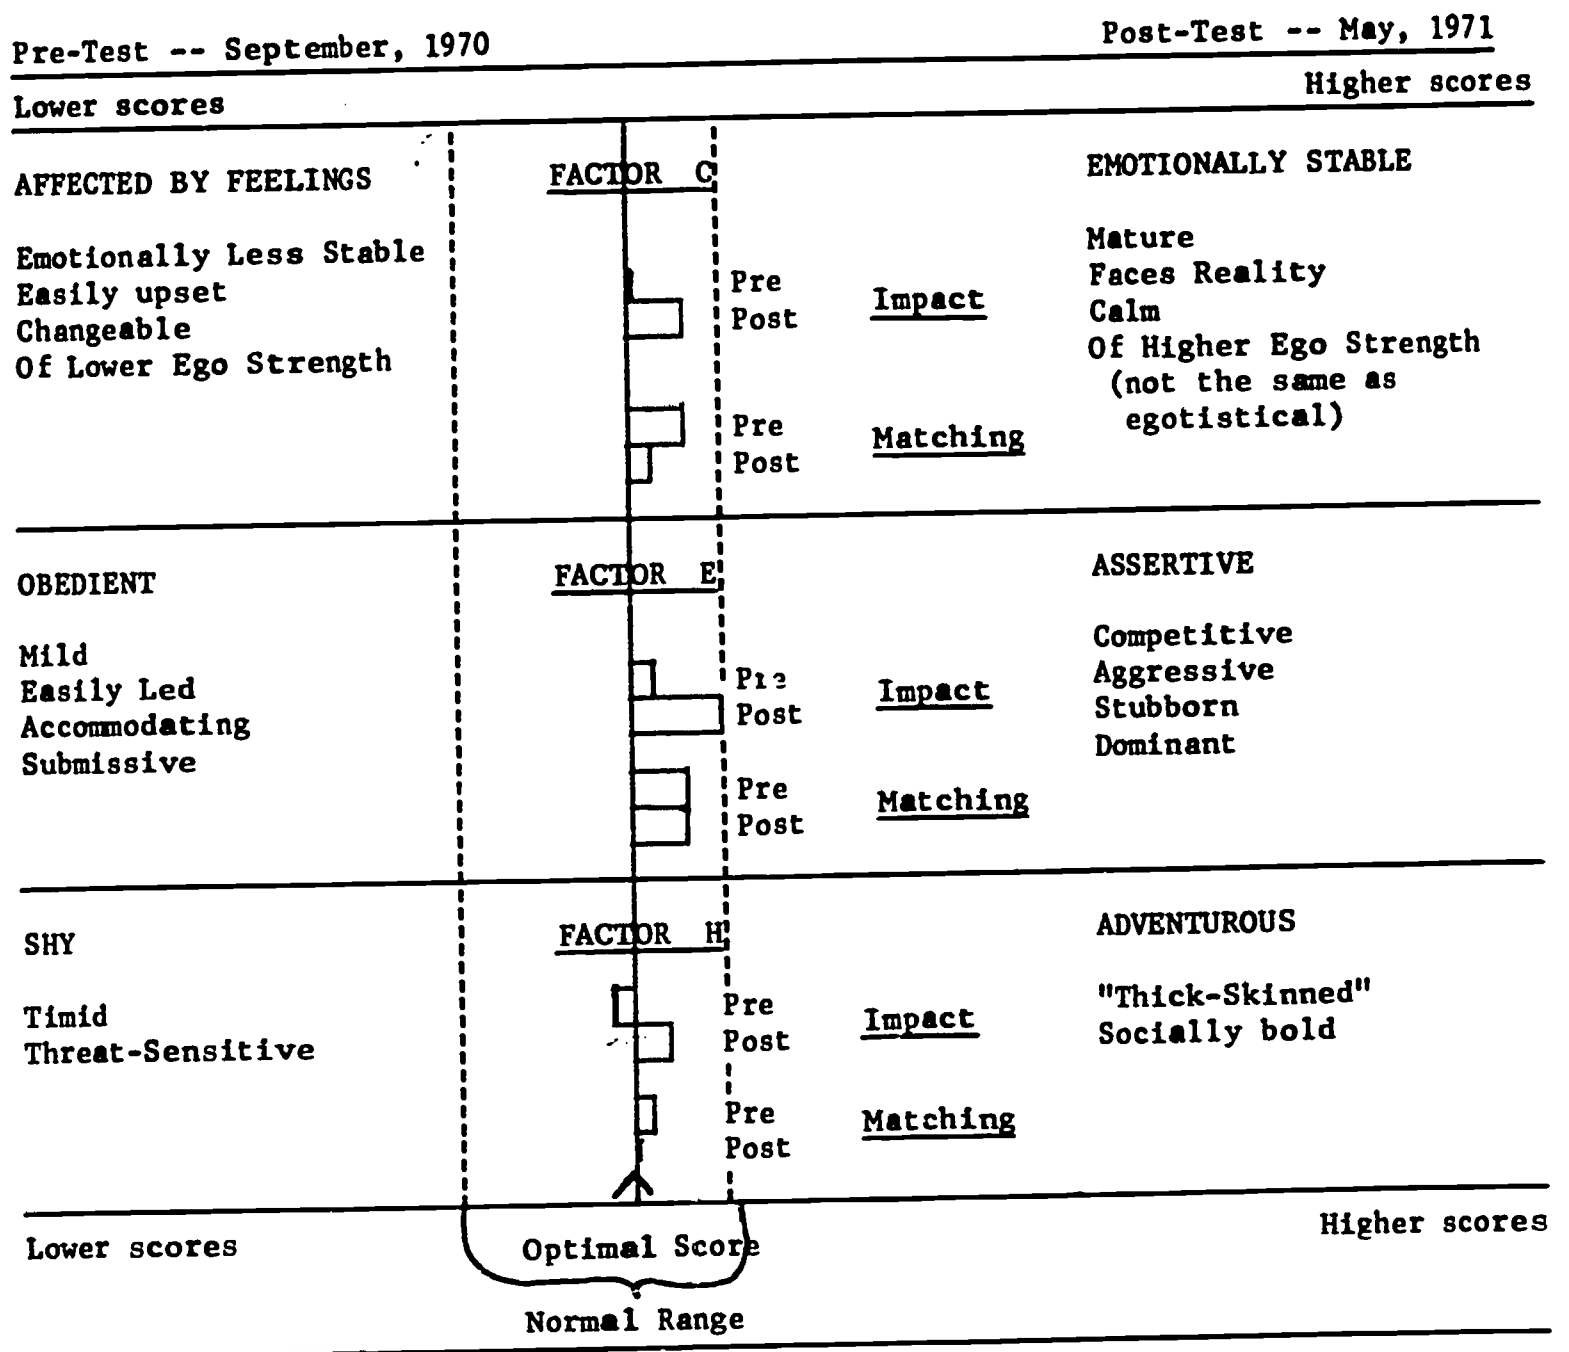 Pre-Test -- September, 1970
Post-Test -- May, 1971
Lower scores
Higher scores
AFFECTED BY FEELINGS
FACTOR C
EMOTIONALLY STABLE
Emotionally Less Stable
Easily upset
Changeable
Of Lower Ego Strength
Pre
Post
Impact
Pre
Post
Matching
Mature
Faces Reality
Calm
Of Higher Ego Strength
(not the same as
egotistical)
OBEDIENT
FACTOR E
ASSERTIVE
Mild
Easily Led
Accommodating
Submissive
Pre
Post
Impact
Pre
Post
Matching
Competitive
Aggressive
Stubborn
Dominant
SHY
FACTOR H
ADVENTUROUS
Timid
Threat-Sensitive
Pre
Post
Impact
Pre
Post
Matching
"Thick-Skinned"
Socially bold
Lower scores
Optimal Score
Higher scores
Normal Range